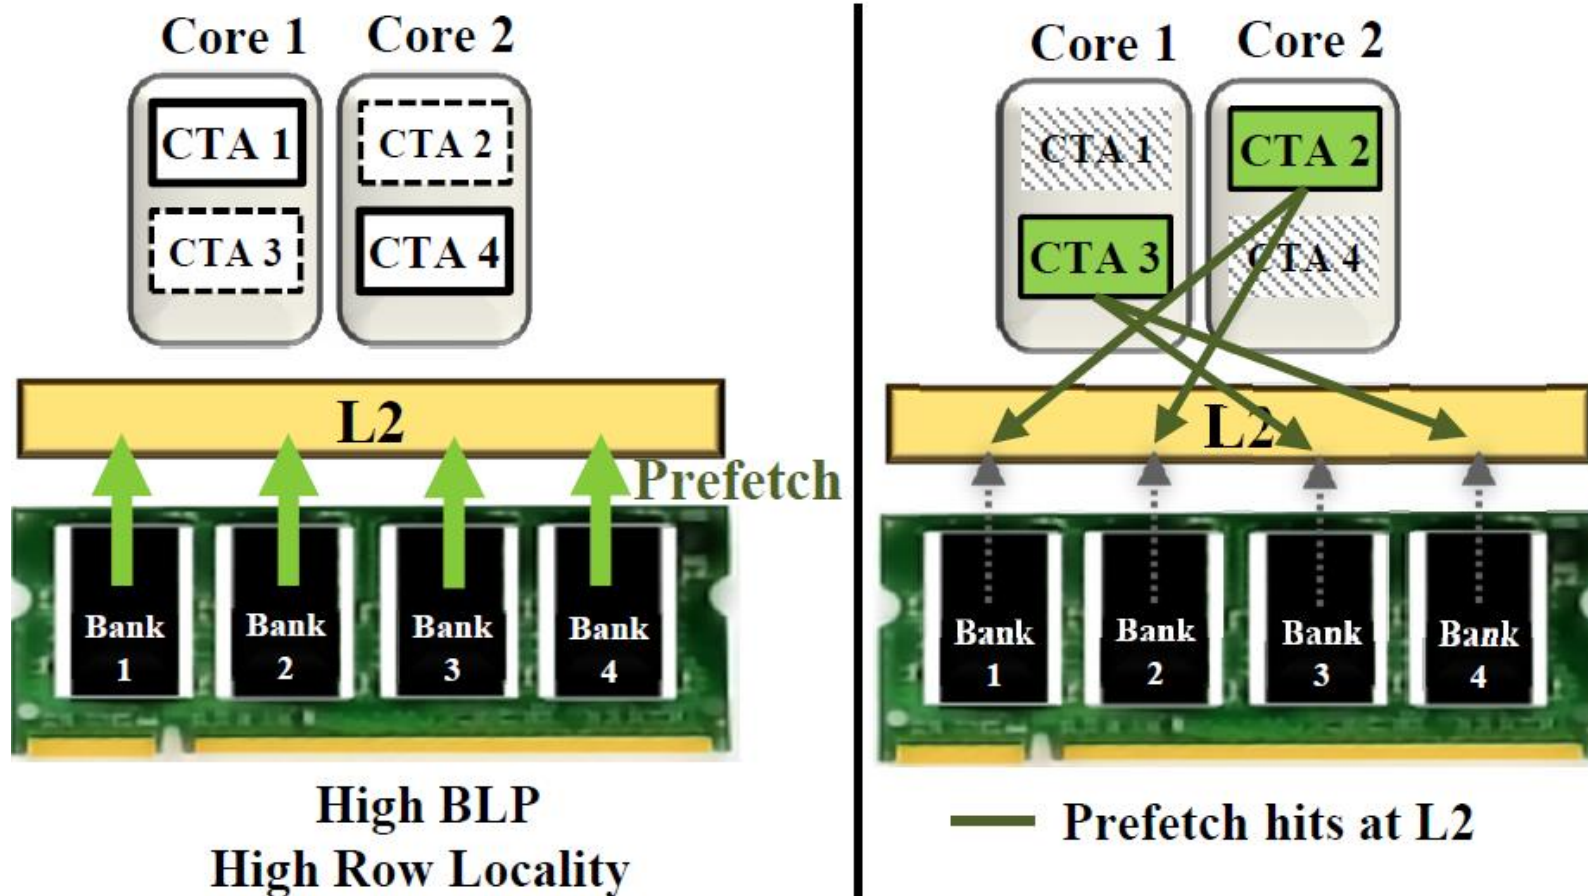 Core 1 Core 2
CTA 1 CTA 2
CTA 3 CTA 4
L2
Prefetch
Bank 1
Bank 2
Bank 3
Bank 4
High BLP
High Row Locality
Core 1 Core 2
CTA 1 CTA 2
CTA 3 CTA 4
L2
Bank 1
Bank 2
Bank 3
Bank 4
Prefetch hits at L2